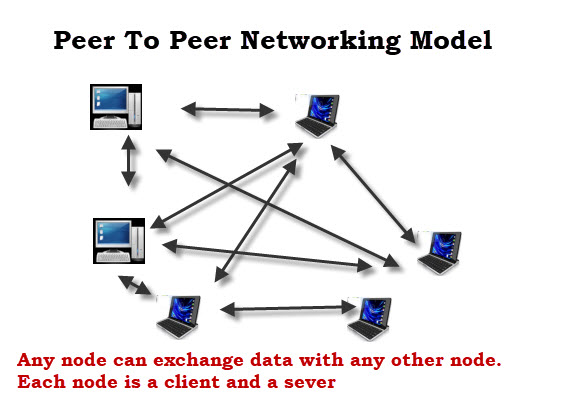 Peer To Peer Networking Model
Any node can exchange data with any other node.
Each node is a client and a sever